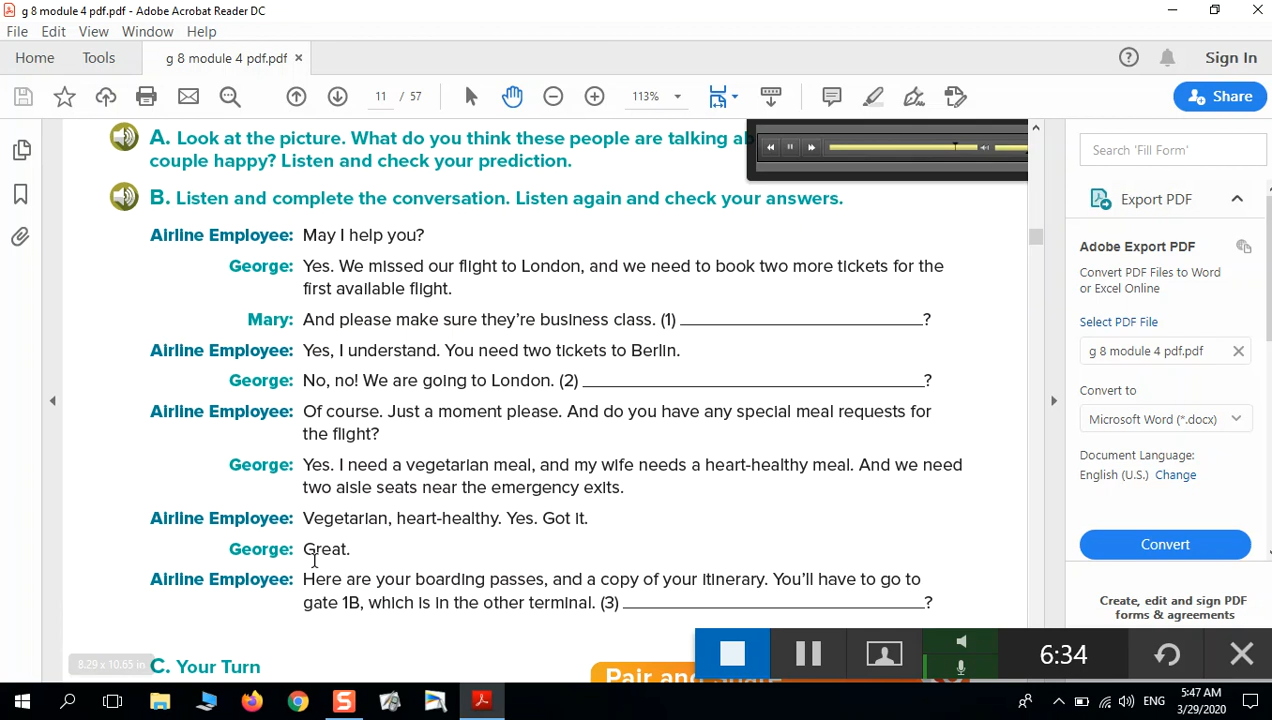 g 8 module 4 pdf.pdf - Adobe Acrobat Reader DC
File Edit View Window Help
Home Tools g 8 module 4 pdf.pdf × Sign In
11 / 57 113% Share
A. Look at the picture. What do you think these people are talking
couple happy? Listen and check your prediction.
B. Listen and complete the conversation. Listen again and check your answers.
Airline Employee: May I help you?
George: Yes. We missed our flight to London, and we need to book two more tickets for the
first available flight.
Mary: And please make sure they're business class. (1) ____________________?
Airline Employee: Yes, I understand. You need two tickets to Berlin.
George: No, no! We are going to London. (2) ____________________?
Airline Employee: Of course. Just a moment please. And do you have any special meal requests for
the flight?
George: Yes. I need a vegetarian meal, and my wife needs a heart-healthy meal. And we need
two aisle seats near the emergency exits.
Airline Employee: Vegetarian, heart-healthy. Yes. Got it.
George: Great.
Airline Employee: Here are your boarding passes, and a copy of your itinerary. You'll have to go to
gate 1B, which is in the other terminal. (3) ____________________?
C. Your Turn
8.29 x 10.65 in
Search 'Fill Form'
Export PDF
Adobe Export PDF
Convert PDF Files to Word
or Excel Online
Select PDF File
g 8 module 4 pdf.pdf
Convert to
Microsoft Word (*.docx)
Document Language:
English (U.S.) Change
Convert
Create, edit and sign PDF
forms & agreements
6:34
ENG
5:47 AM
3/29/2020